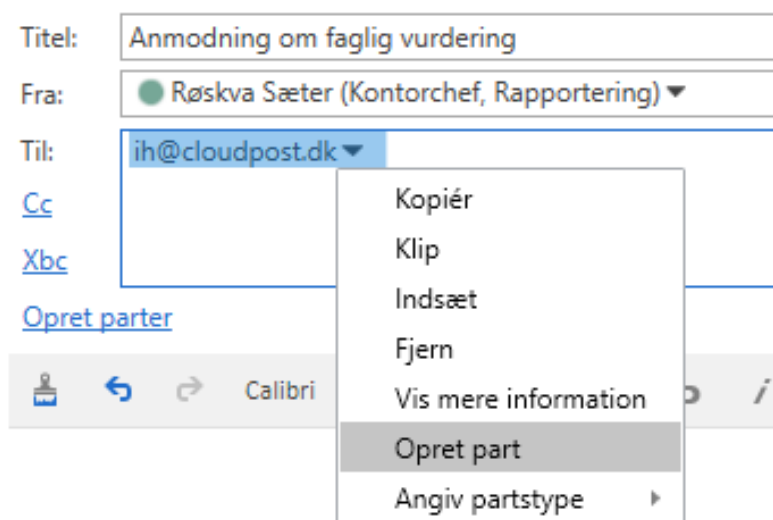 Titel: Anmodning om faglig vurdering
Fra: Røskva Sæter (Kontorchef, Rapportering)
Til: ih@cloudpost.dk
Cc
Xbc
Opret parter
Kopiér
Klip
Indsæt
Fjern
Vis mere information
Opret part
Angiv partstype
Calibri
i